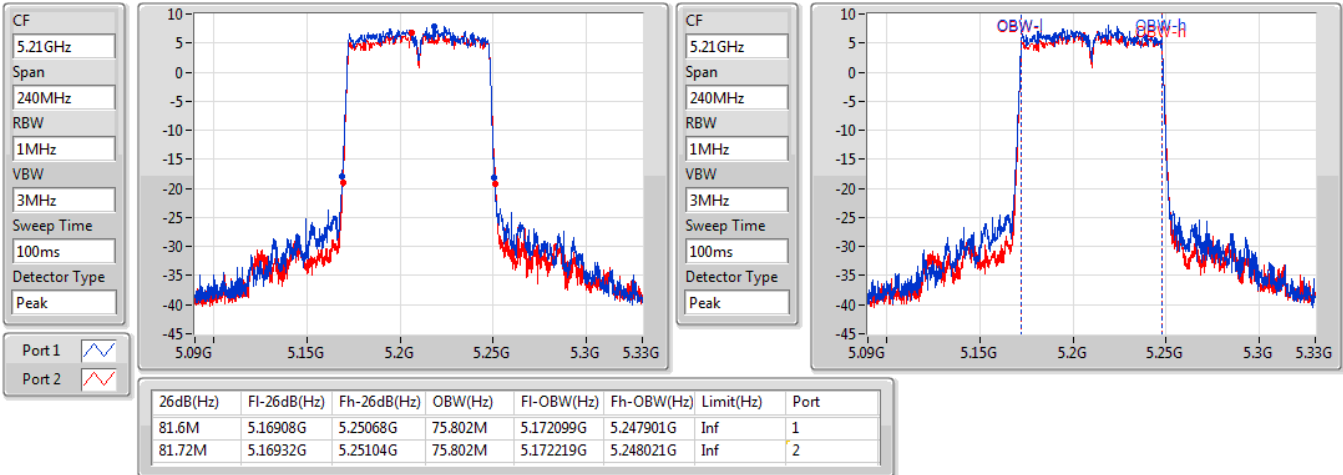 CF
5.21GHz
Span
240MHz
RBW
1MHz
VBW
3MHz
Sweep Time
100ms
Detector Type
Peak
Port 1
Port 2
10
5
0
-5
-10
-15
-20
-25
-30
-35
-40
-45
5.09G 5.15G 5.2G 5.25G 5.3G 5.33G
CF
5.21GHz
Span
240MHz
RBW
1MHz
VBW
3MHz
Sweep Time
100ms
Detector Type
Peak
10
5
0
-5
-10
-15
-20
-25
-30
-35
-40
-45
OBW-l OBW-h
OBW-h
5.09G 5.15G 5.2G 5.25G 5.3G 5.33G
26dB(Hz) Fl-26dB(Hz) Fh-26dB(Hz) OBW(Hz) Fl-OBW(Hz) Fh-OBW(Hz) Limit(Hz) Port
81.6M 5.16908G 5.25068G 75.802M 5.172099G 5.247901G Inf 1
81.72M 5.16932G 5.25104G 75.802M 5.172219G 5.248021G Inf 2